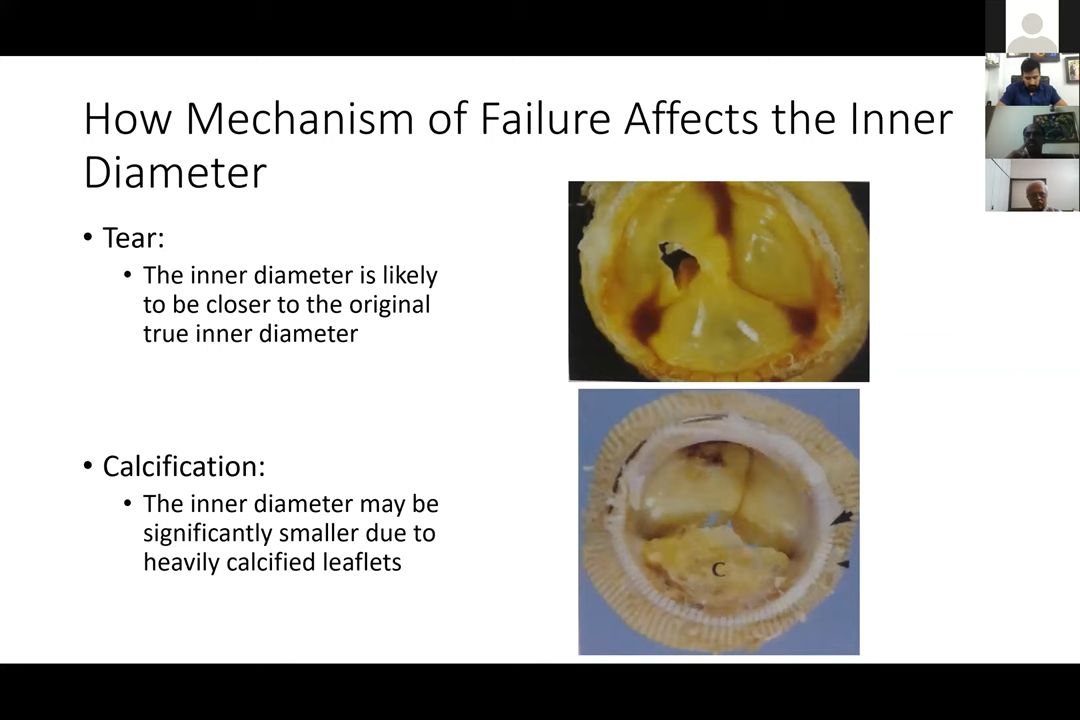 How Mechanism of Failure Affects the Inner
Diameter
• Tear:
• The inner diameter is likely
to be closer to the original
true inner diameter
• Calcification:
• The inner diameter may be
significantly smaller due to
heavily calcified leaflets
C